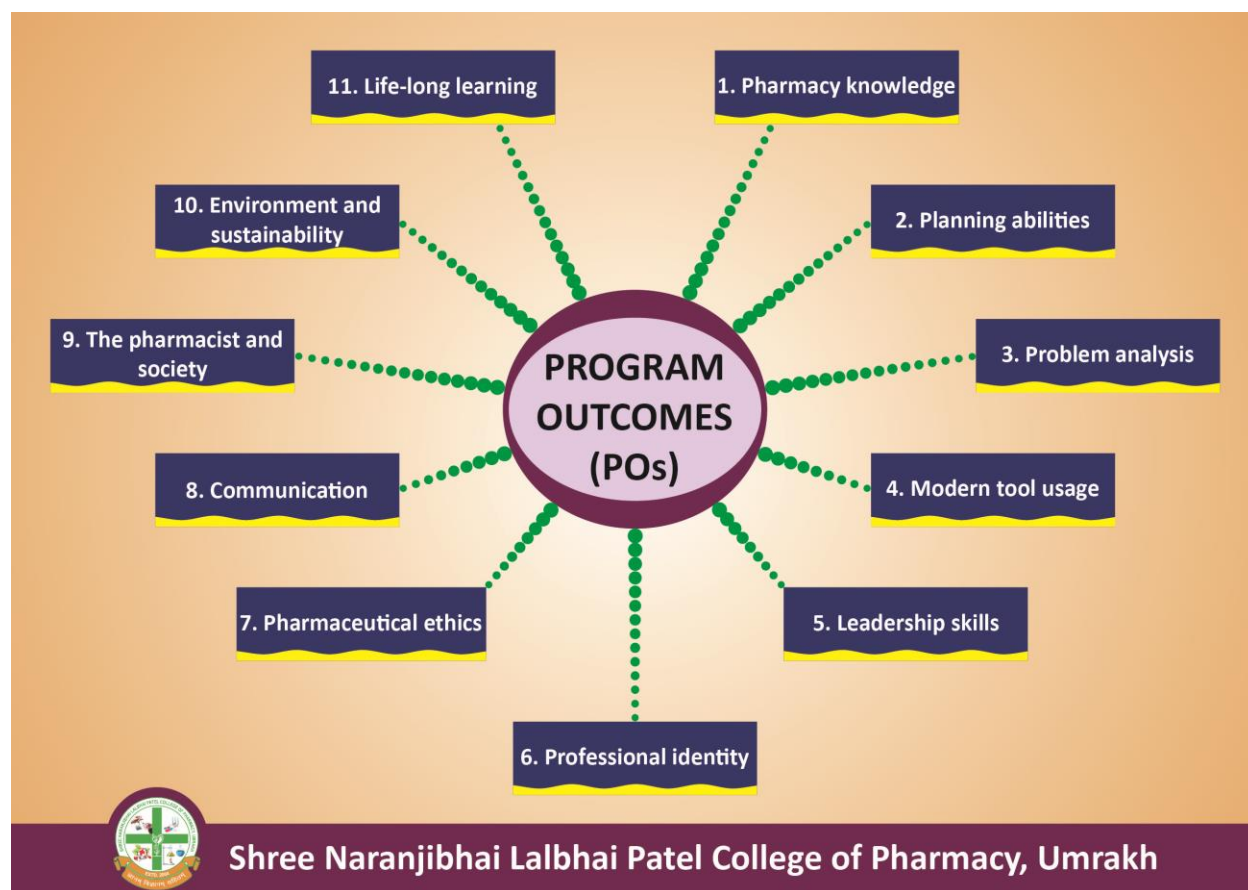 11. Life-long learning
1. Pharmacy knowledge
10. Environment and
sustainability
2. Planning abilities
9. The pharmacist and
society
3. Problem analysis
PROGRAM
OUTCOMES
(POs)
8. Communication
4. Modern tool usage
7. Pharmaceutical ethics
5. Leadership skills
6. Professional identity
Shree Naranjibhai Lalbhai Patel College of Pharmacy, Umrakh